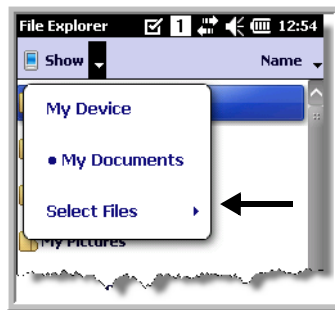 File Explorer 1 12:54
Show Name
My Device
• My Documents
Select Files
My Pictures